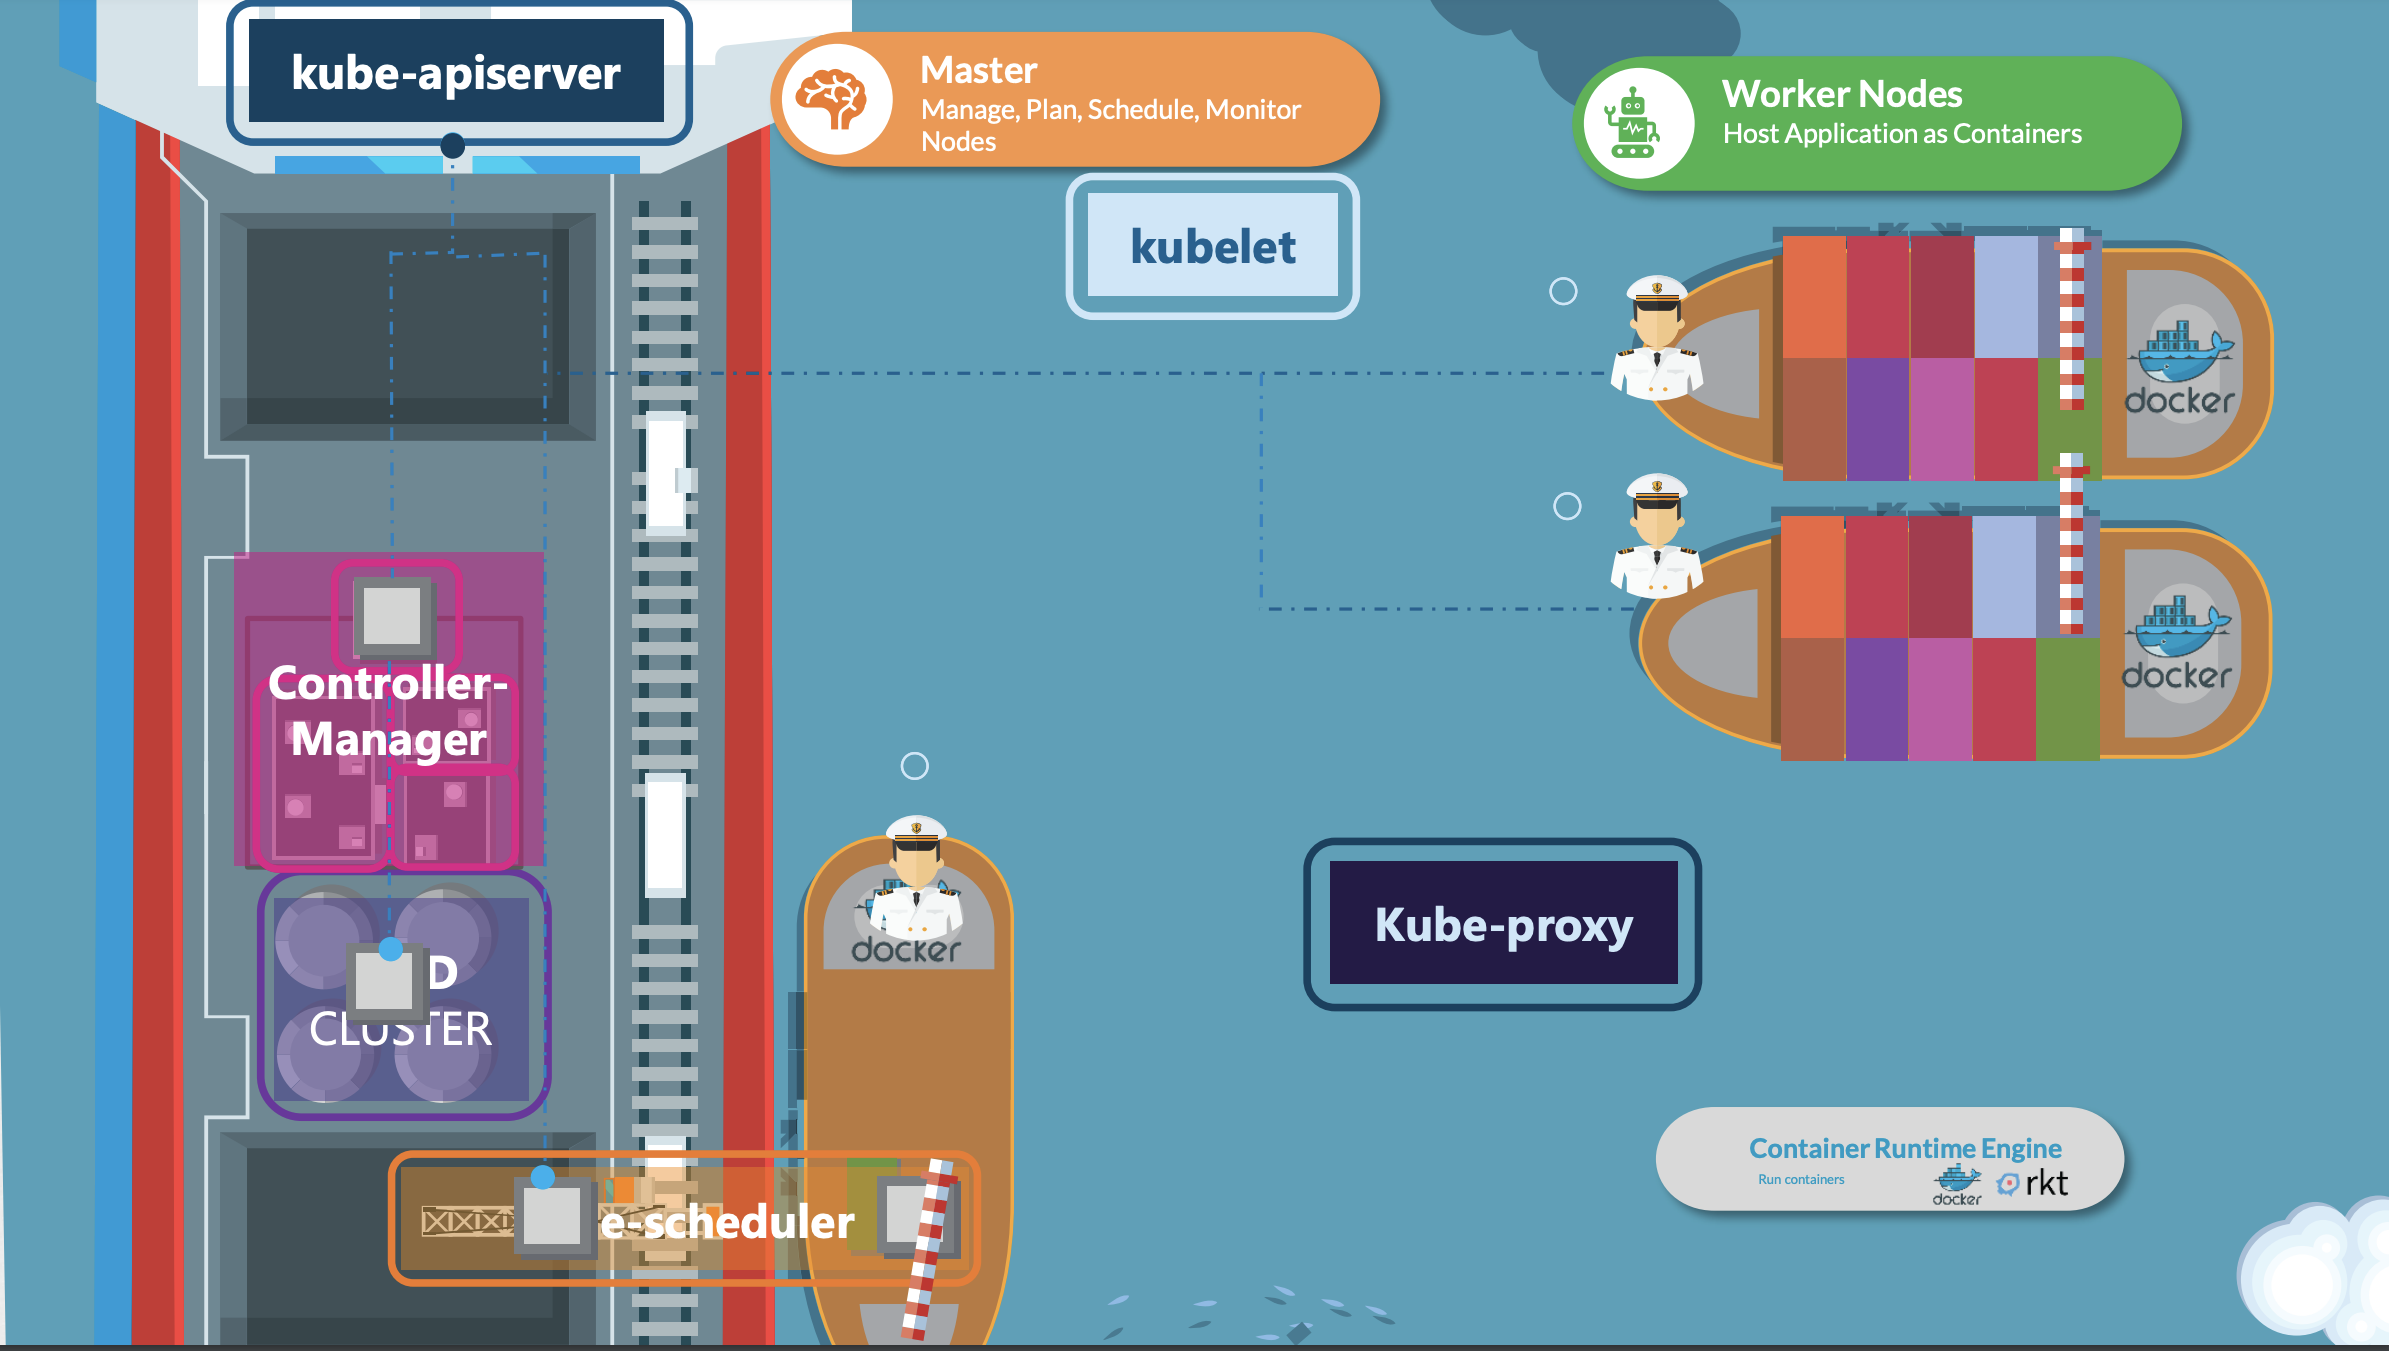 kube-apiserver
Master
Manage, Plan, Schedule, Monitor
Nodes
Worker Nodes
Host Application as Containers
kubelet
docker
docker
Controller-
Manager
docker
Kube-proxy
D
CLUSTER
e-scheduler
Container Runtime Engine
Run containers
docker
rkt